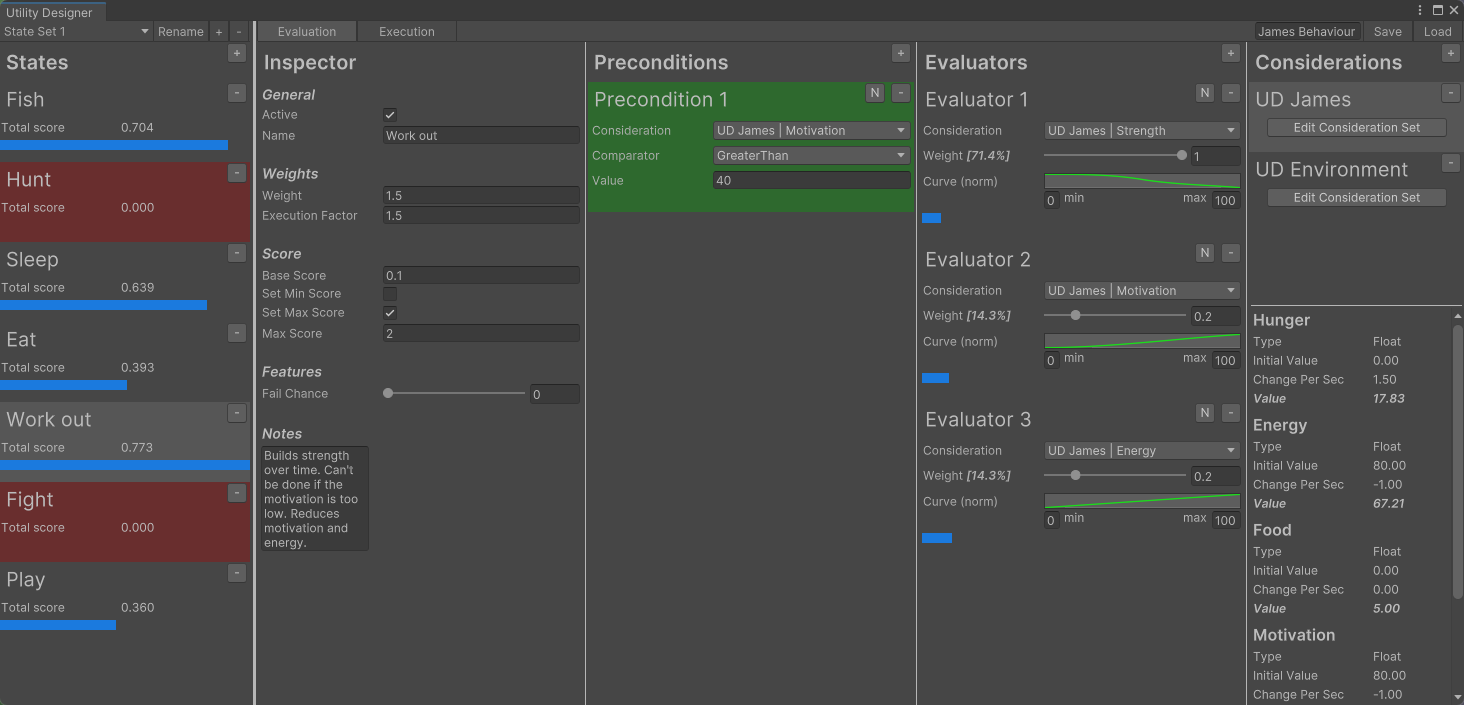 Utility Designer
State Set 1
Rename
+
-
Evaluation
Execution
James Behaviour
Save
Load
States
+
Fish
-
Total score 0.704
Hunt
-
Total score 0.000
Sleep
-
Total score 0.639
Eat
-
Total score 0.393
Work out
-
Total score 0.773
Fight
-
Total score 0.000
Play
-
Total score 0.360
Inspector
General
Active
Name Work out
Weights
Weight 1.5
Execution Factor 1.5
Score
Base Score 0.1
Set Min Score
Set Max Score
Max Score 2
Features
Fail Chance 0
Notes
Builds strength
over time. Can't
be done if the
motivation is too
low. Reduces
motivation and
energy.
Preconditions
+
Precondition 1
N
-
Consideration UD James | Motivation
Comparator GreaterThan
Value 40
Evaluators
+
Evaluator 1
N
-
Consideration UD James | Strength
Weight [71.4%] 1
Curve (norm)
0 min max 100
Evaluator 2
N
-
Consideration UD James | Motivation
Weight [14.3%] 0.2
Curve (norm)
0 min max 100
Evaluator 3
N
-
Consideration UD James | Energy
Weight [14.3%] 0.2
Curve (norm)
0 min max 100
Considerations
+
UD James
-
Edit Consideration Set
UD Environment
-
Edit Consideration Set
Hunger
Type Float
Initial Value 0.00
Change Per Sec 1.50
Value 17.83
Energy
Type Float
Initial Value 80.00
Change Per Sec -1.00
Value 67.21
Food
Type Float
Initial Value 0.00
Change Per Sec 0.00
Value 5.00
Motivation
Type Float
Initial Value 80.00
Change Per Sec -1.00